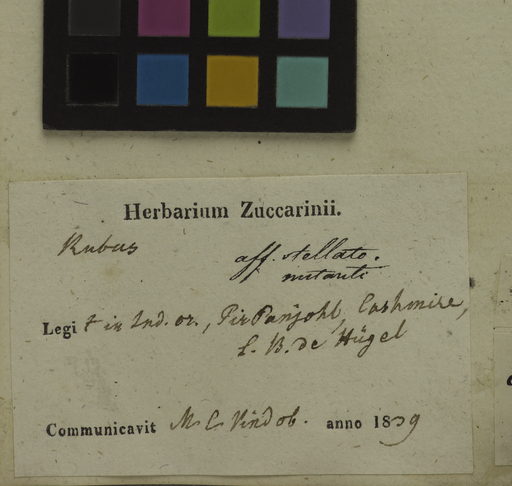 Herbarium Zuccarinii.
Rubus
aff. stellato.
nutanti
Legit in Ind. or., Pir Panjohl, Cashmire,
L. B. de Hügel
Communicavit M. C. Vindob. anno 1839